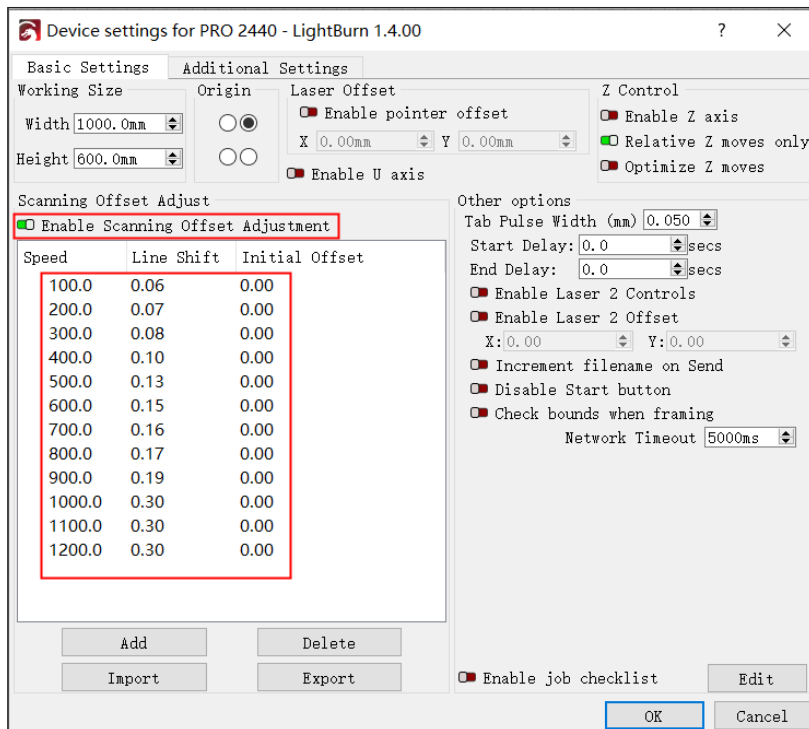 Device settings for PRO 2440 - LightBurn 1.4.00 ? ×
Basic Settings Additional Settings
Working Size
Width 1000.0mm
Height 600.0mm
Origin
Laser Offset
Enable pointer offset
X 0.00mm Y 0.00mm
Enable U axis
Z Control
Enable Z axis
Relative Z moves only
Optimize Z moves
Scanning Offset Adjust
Enable Scanning Offset Adjustment
Speed Line Shift Initial Offset
100.0 0.06 0.00
200.0 0.07 0.00
300.0 0.08 0.00
400.0 0.10 0.00
500.0 0.13 0.00
600.0 0.15 0.00
700.0 0.16 0.00
800.0 0.17 0.00
900.0 0.19 0.00
1000.0 0.30 0.00
1100.0 0.30 0.00
1200.0 0.30 0.00
Add Delete
Import Export
Other options
Tab Pulse Width (mm) 0.050
Start Delay: 0.0 secs
End Delay: 0.0 secs
Enable Laser 2 Controls
Enable Laser 2 Offset
X: 0.00 Y: 0.00
Increment filename on Send
Disable Start button
Check bounds when framing
Network Timeout 5000ms
Enable job checklist Edit
OK Cancel